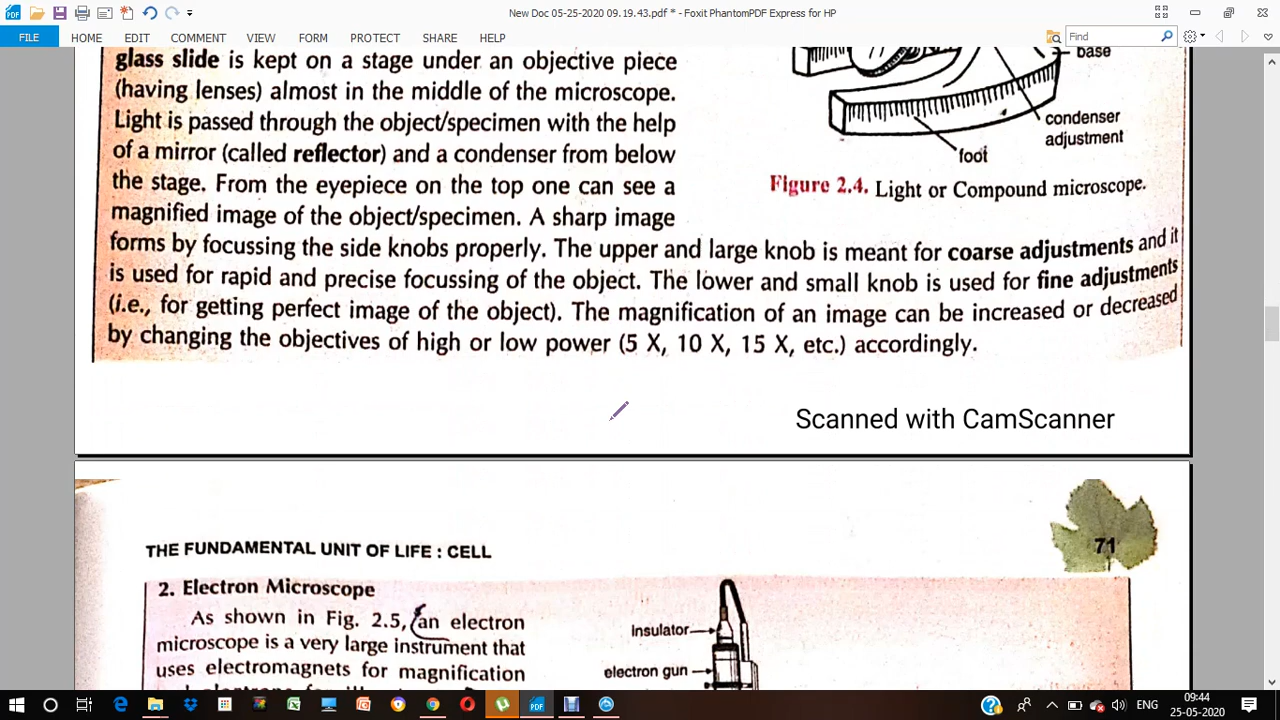 New Doc 05-25-2020 09.19.43.pdf * - Foxit PhantomPDF Express for HP
FILE HOME EDIT COMMENT VIEW FORM PROTECT SHARE HELP Find
glass slide is kept on a stage under an objective piece
(having lenses) almost in the middle of the microscope.
Light is passed through the object/specimen with the help
of a mirror (called reflector) and a condenser from below
the stage. From the eyepiece on the top one can see a
magnified image of the object/specimen. A sharp image
forms by focussing the side knobs properly. The upper and large knob is meant for coarse adjustments and it
is used for rapid and precise focussing of the object. The lower and small knob is used for fine adjustments
(i.e., for getting perfect image of the object). The magnification of an image can be increased or decreased
by changing the objectives of high or low power (5 X, 10 X, 15 X, etc.) accordingly.
base
condenser
adjustment
foot
Figure 2.4. Light or Compound microscope.
Scanned with CamScanner
71
THE FUNDAMENTAL UNIT OF LIFE : CELL
2. Electron Microscope
As shown in Fig. 2.5, an electron
microscope is a very large instrument that
uses electromagnets for magnification
Insulator
electron gun
ENG
09:44
25-05-2020